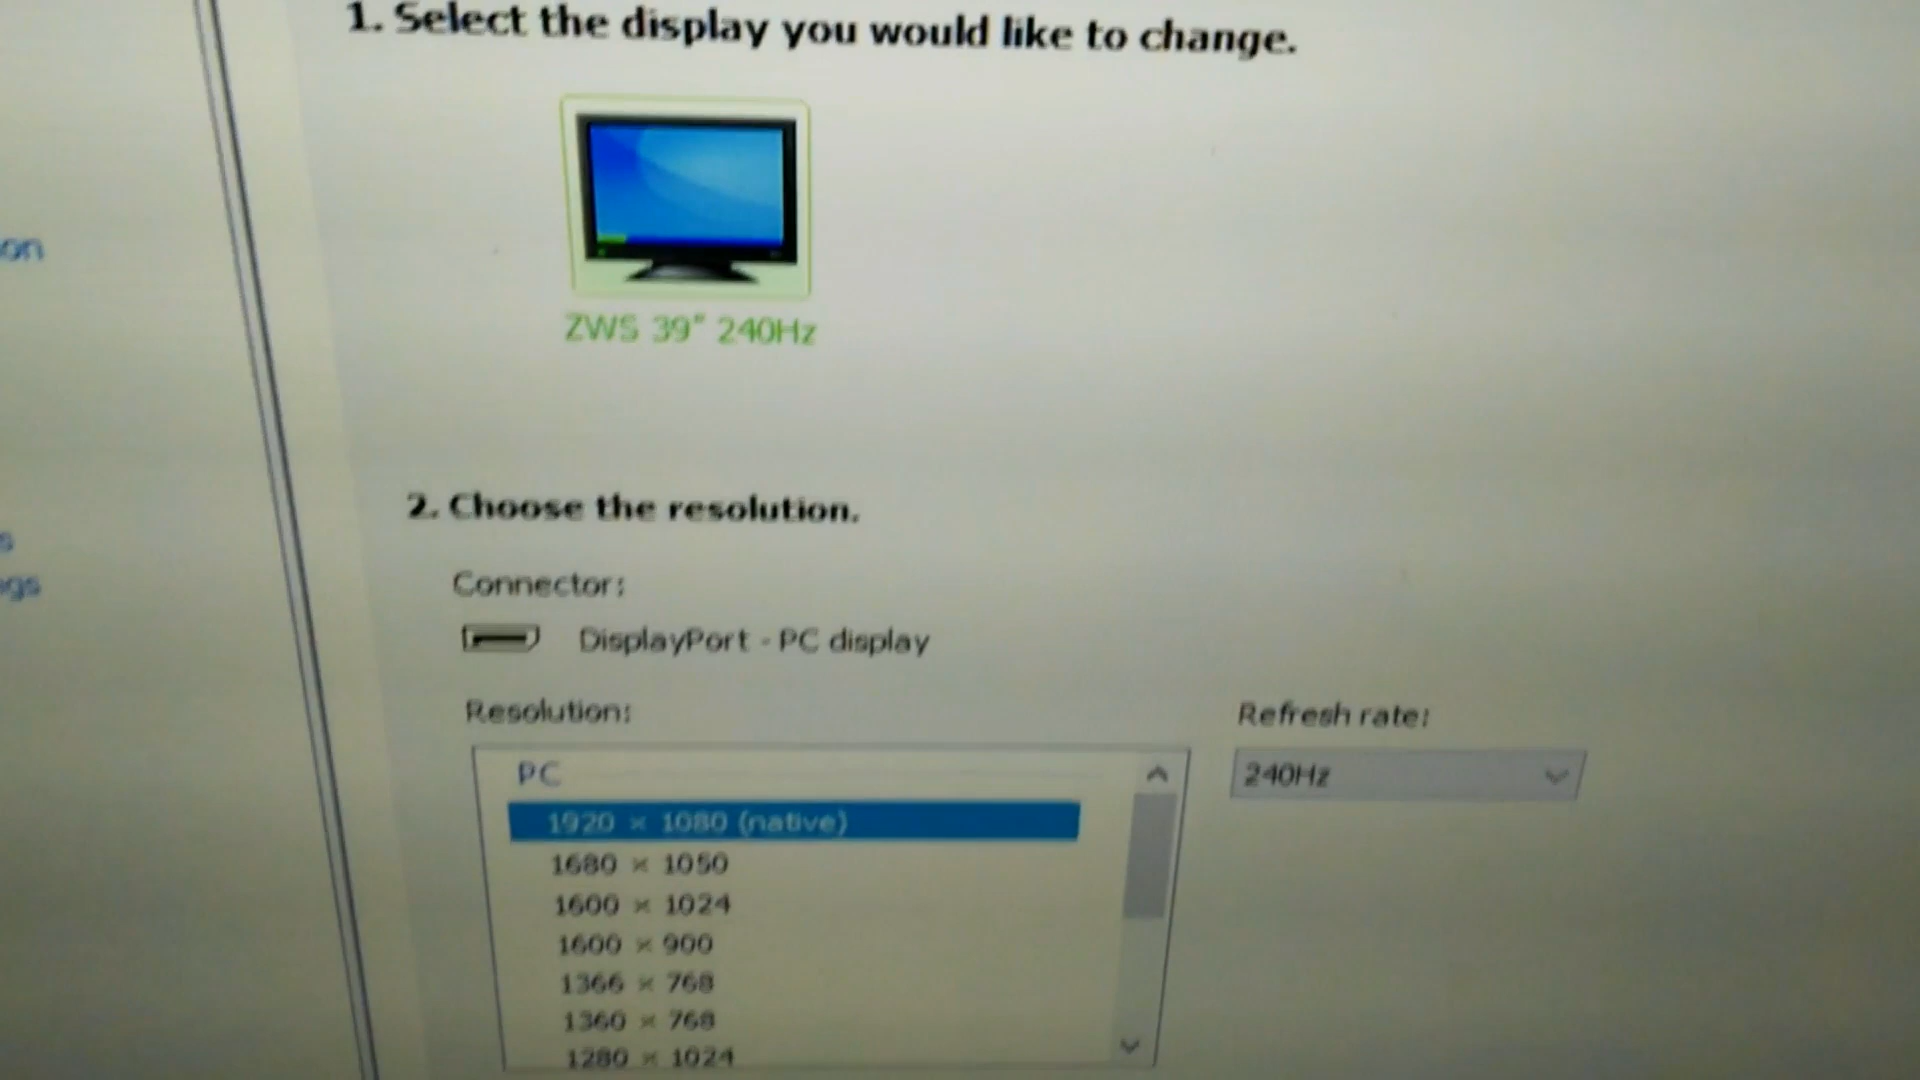 1. Select the display you would like to change.
ZWS 39" 240Hz
on
2. Choose the resolution.
s
gs
Connector:
DisplayPort - PC display
Resolution:
Refresh rate:
PC
240Hz
1920 × 1080 (native)
1680 × 1050
1600 × 1024
1600 × 900
1366 × 768
1360 × 768
1280 × 1024